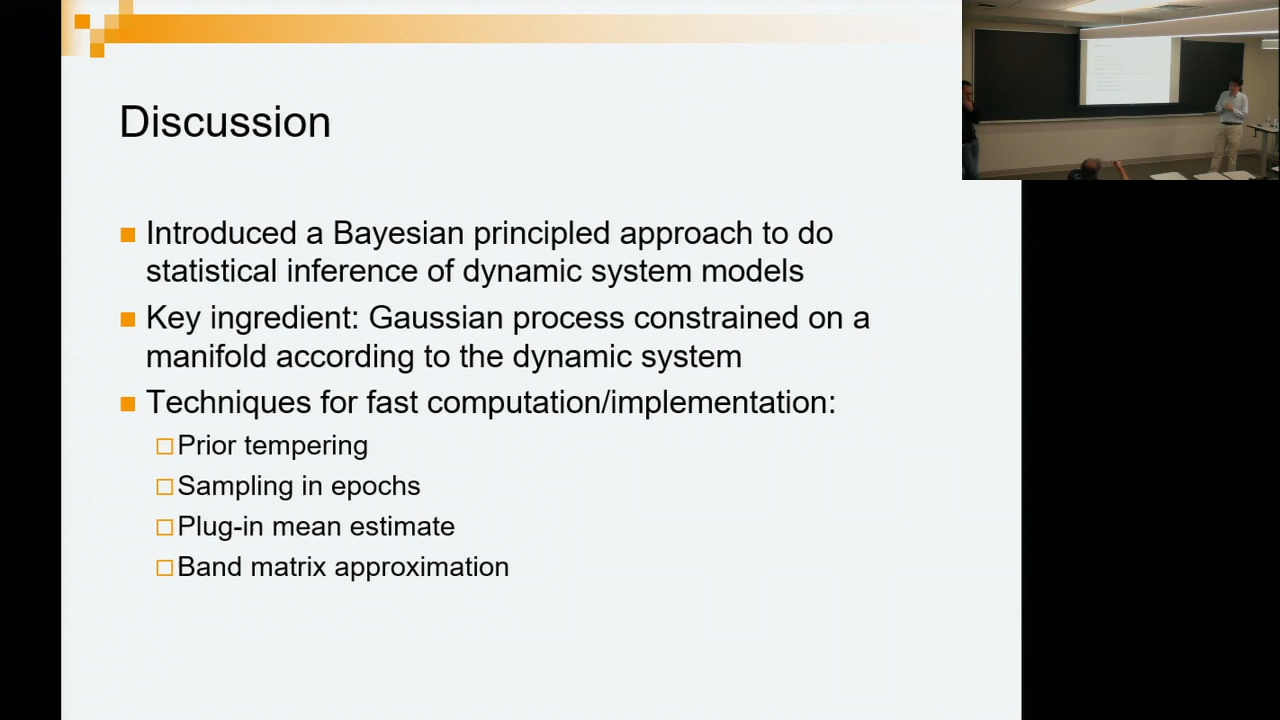 Discussion
Introduced a Bayesian principled approach to do
statistical inference of dynamic system models
Key ingredient: Gaussian process constrained on a
manifold according to the dynamic system
Techniques for fast computation/implementation:
Prior tempering
Sampling in epochs
Plug-in mean estimate
Band matrix approximation